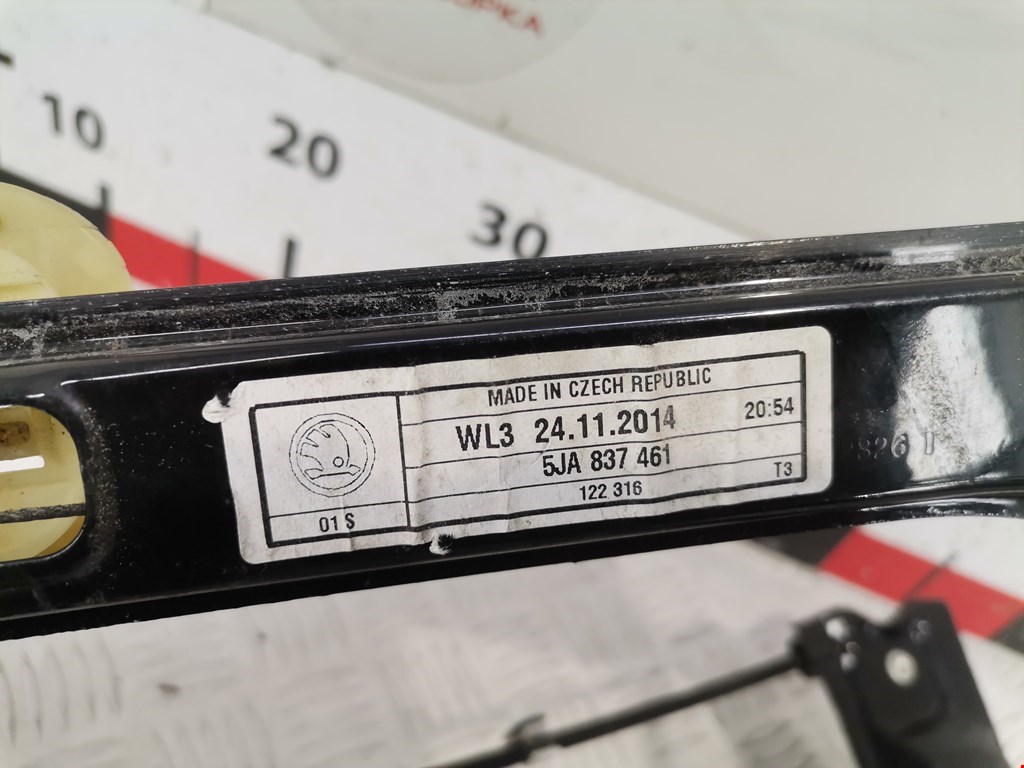 10
20
30
MADE IN CZECH REPUBLIC
WL3 24.11.2014 20:54
5JA 837 461
122 316 T3
01 S